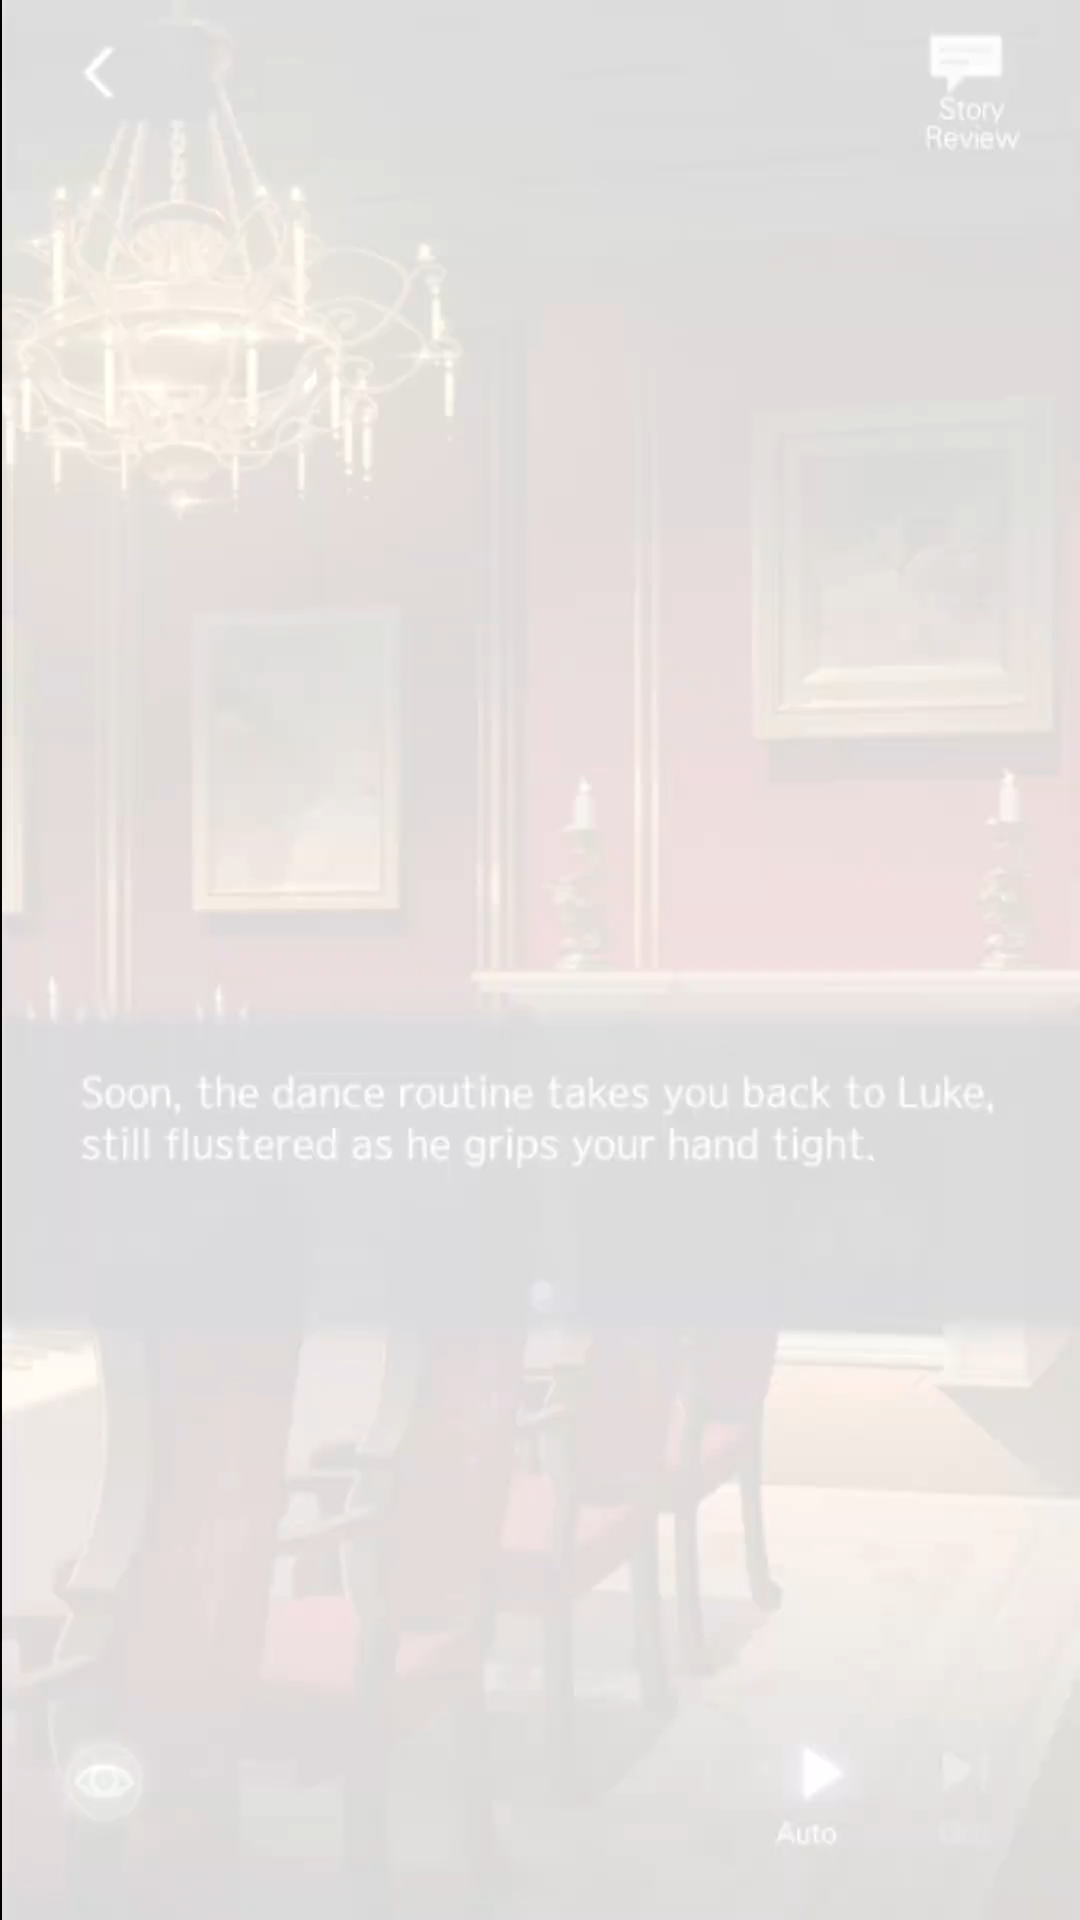 Story
Review
Soon, the dance routine takes you back to Luke,
still flustered as he grips your hand tight.
Auto